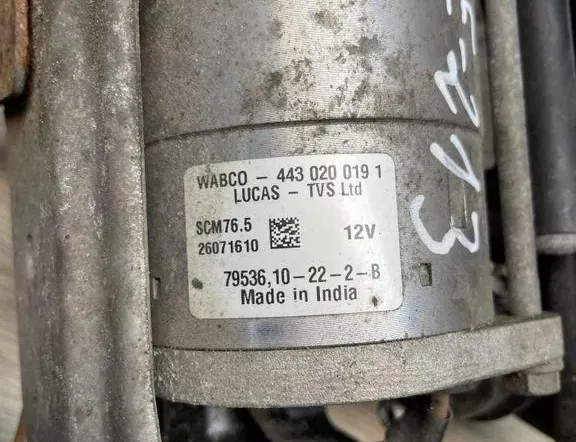 WABCO - 443 020 019 1
LUCAS - TVS Ltd
SCM76.5
26071610
12V
79536,10-22-2-B
Made in India